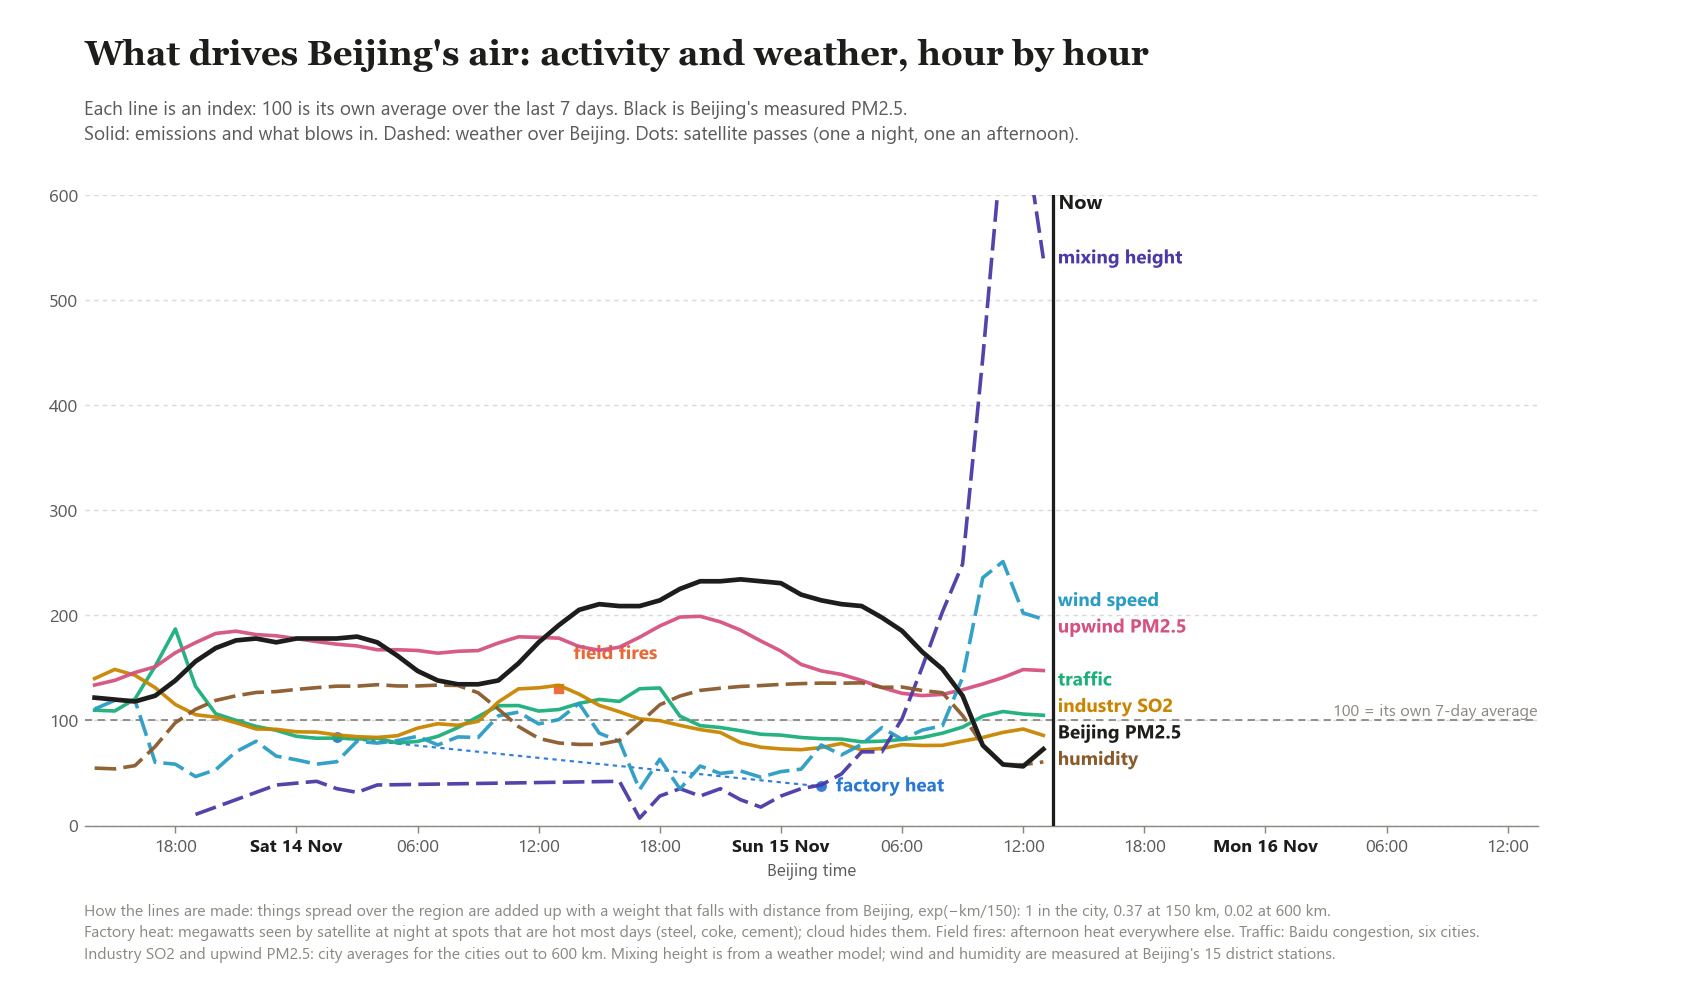 What drives Beijing's air: activity and weather, hour by hour
Each line is an index: 100 is its own average over the last 7 days. Black is Beijing's measured PM2.5.
Solid: emissions and what blows in. Dashed: weather over Beijing. Dots: satellite passes (one a night, one an afternoon).
600
Now
mixing height
500
400
300
200
wind speed
upwind PM2.5
field fires
traffic
industry SO2
100
100 = its own 7-day average
Beijing PM2.5
humidity
factory heat
0
18:00 Sat 14 Nov 06:00 12:00 18:00 Sun 15 Nov 06:00 12:00 18:00 Mon 16 Nov 06:00 12:00
Beijing time
How the lines are made: things spread over the region are added up with a weight that falls with distance from Beijing, exp(−km/150): 1 in the city, 0.37 at 150 km, 0.02 at 600 km.
Factory heat: megawatts seen by satellite at night at spots that are hot most days (steel, coke, cement); cloud hides them. Field fires: afternoon heat everywhere else. Traffic: Baidu congestion, six cities.
Industry SO2 and upwind PM2.5: city averages for the cities out to 600 km. Mixing height is from a weather model; wind and humidity are measured at Beijing's 15 district stations.